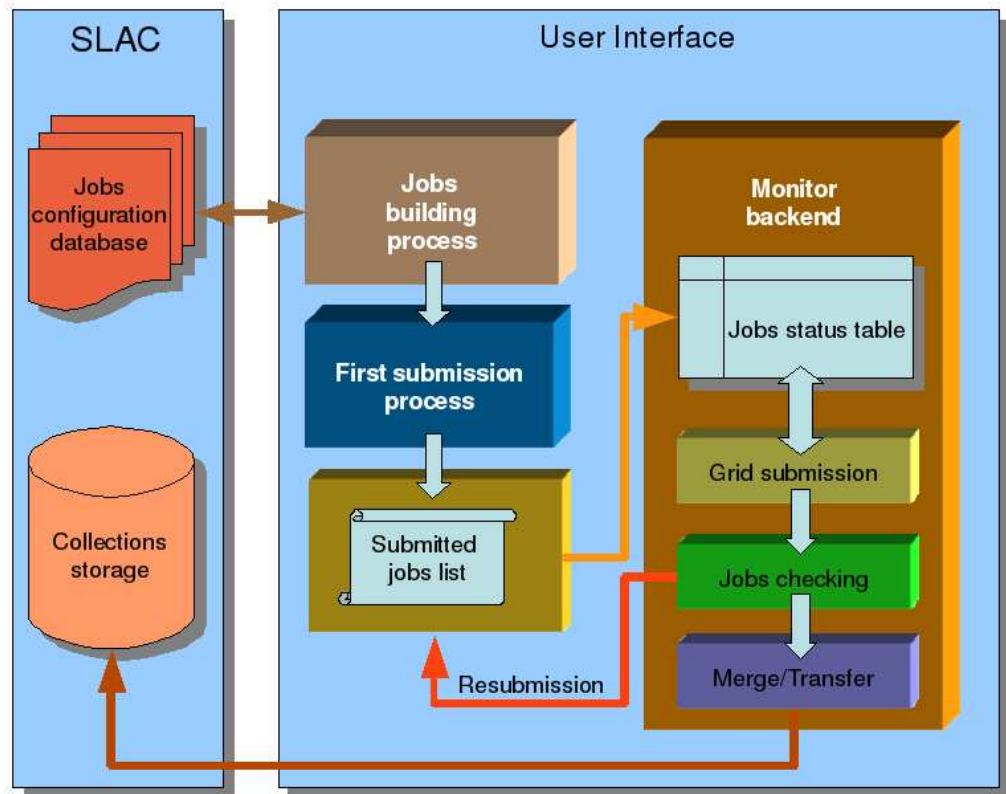 SLAC
Jobs
configuration
database
Collections
storage
User Interface
Jobs
building
process
First submission
process
Submitted
jobs list
Resubmission
Monitor
backend
Jobs status table
Grid submission
Jobs checking
Merge/Transfer